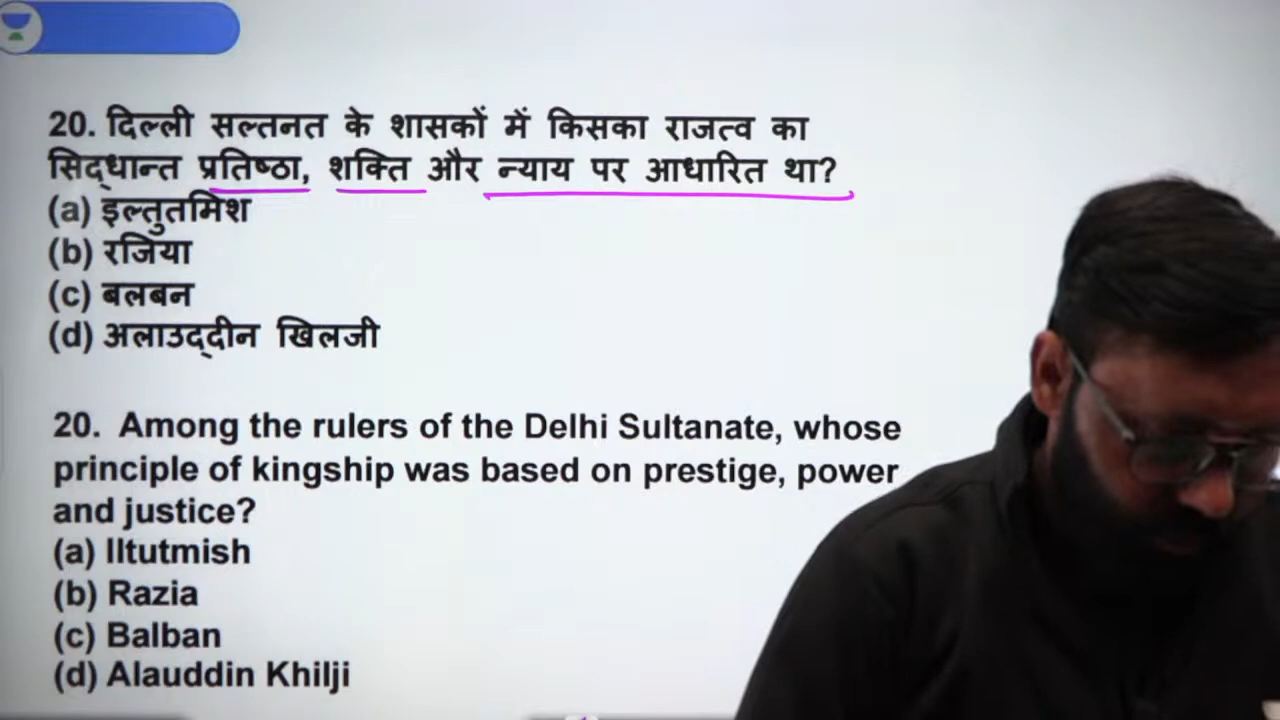 20. दिल्ली सल्तनत के शासकों में किसका राजत्व का
सिद्धान्त प्रतिष्ठा, शक्ति और न्याय पर आधारित था?
(a) इल्तुतमिश
(b) रजिया
(c) बलबन
(d) अलाउद्दीन खिलजी
20. Among the rulers of the Delhi Sultanate, whose
principle of kingship was based on prestige, power
and justice?
(a) Iltutmish
(b) Razia
(c) Balban
(d) Alauddin Khilji